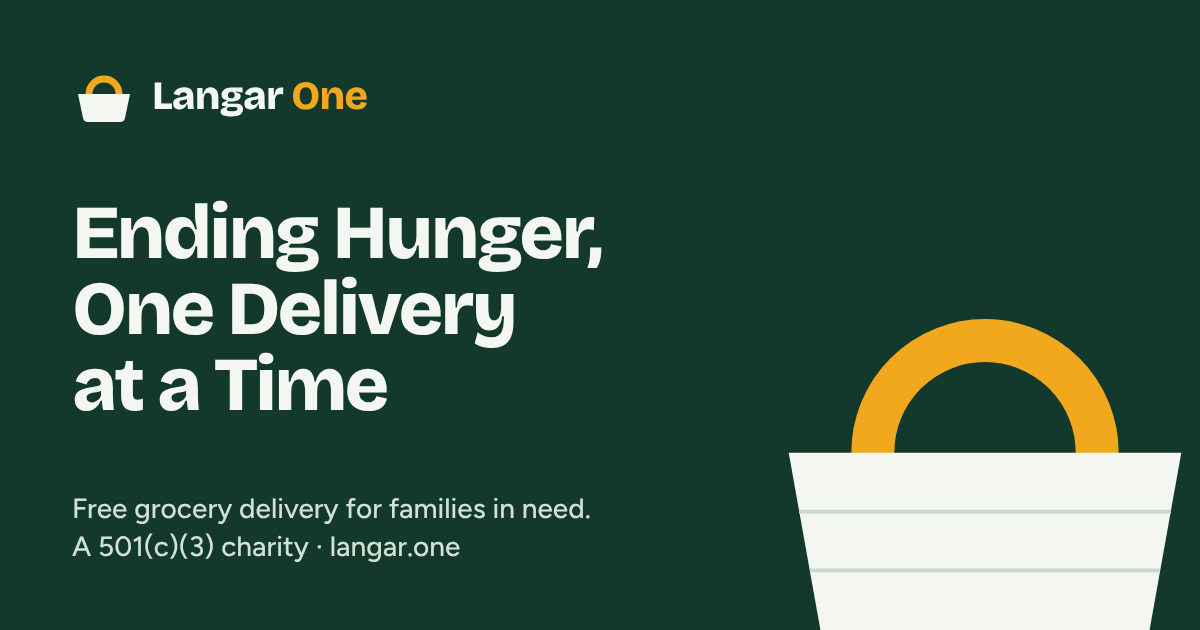 Langar One
Ending Hunger,
One Delivery
at a Time
Free grocery delivery for families in need.
A 501(c)(3) charity · langar.one